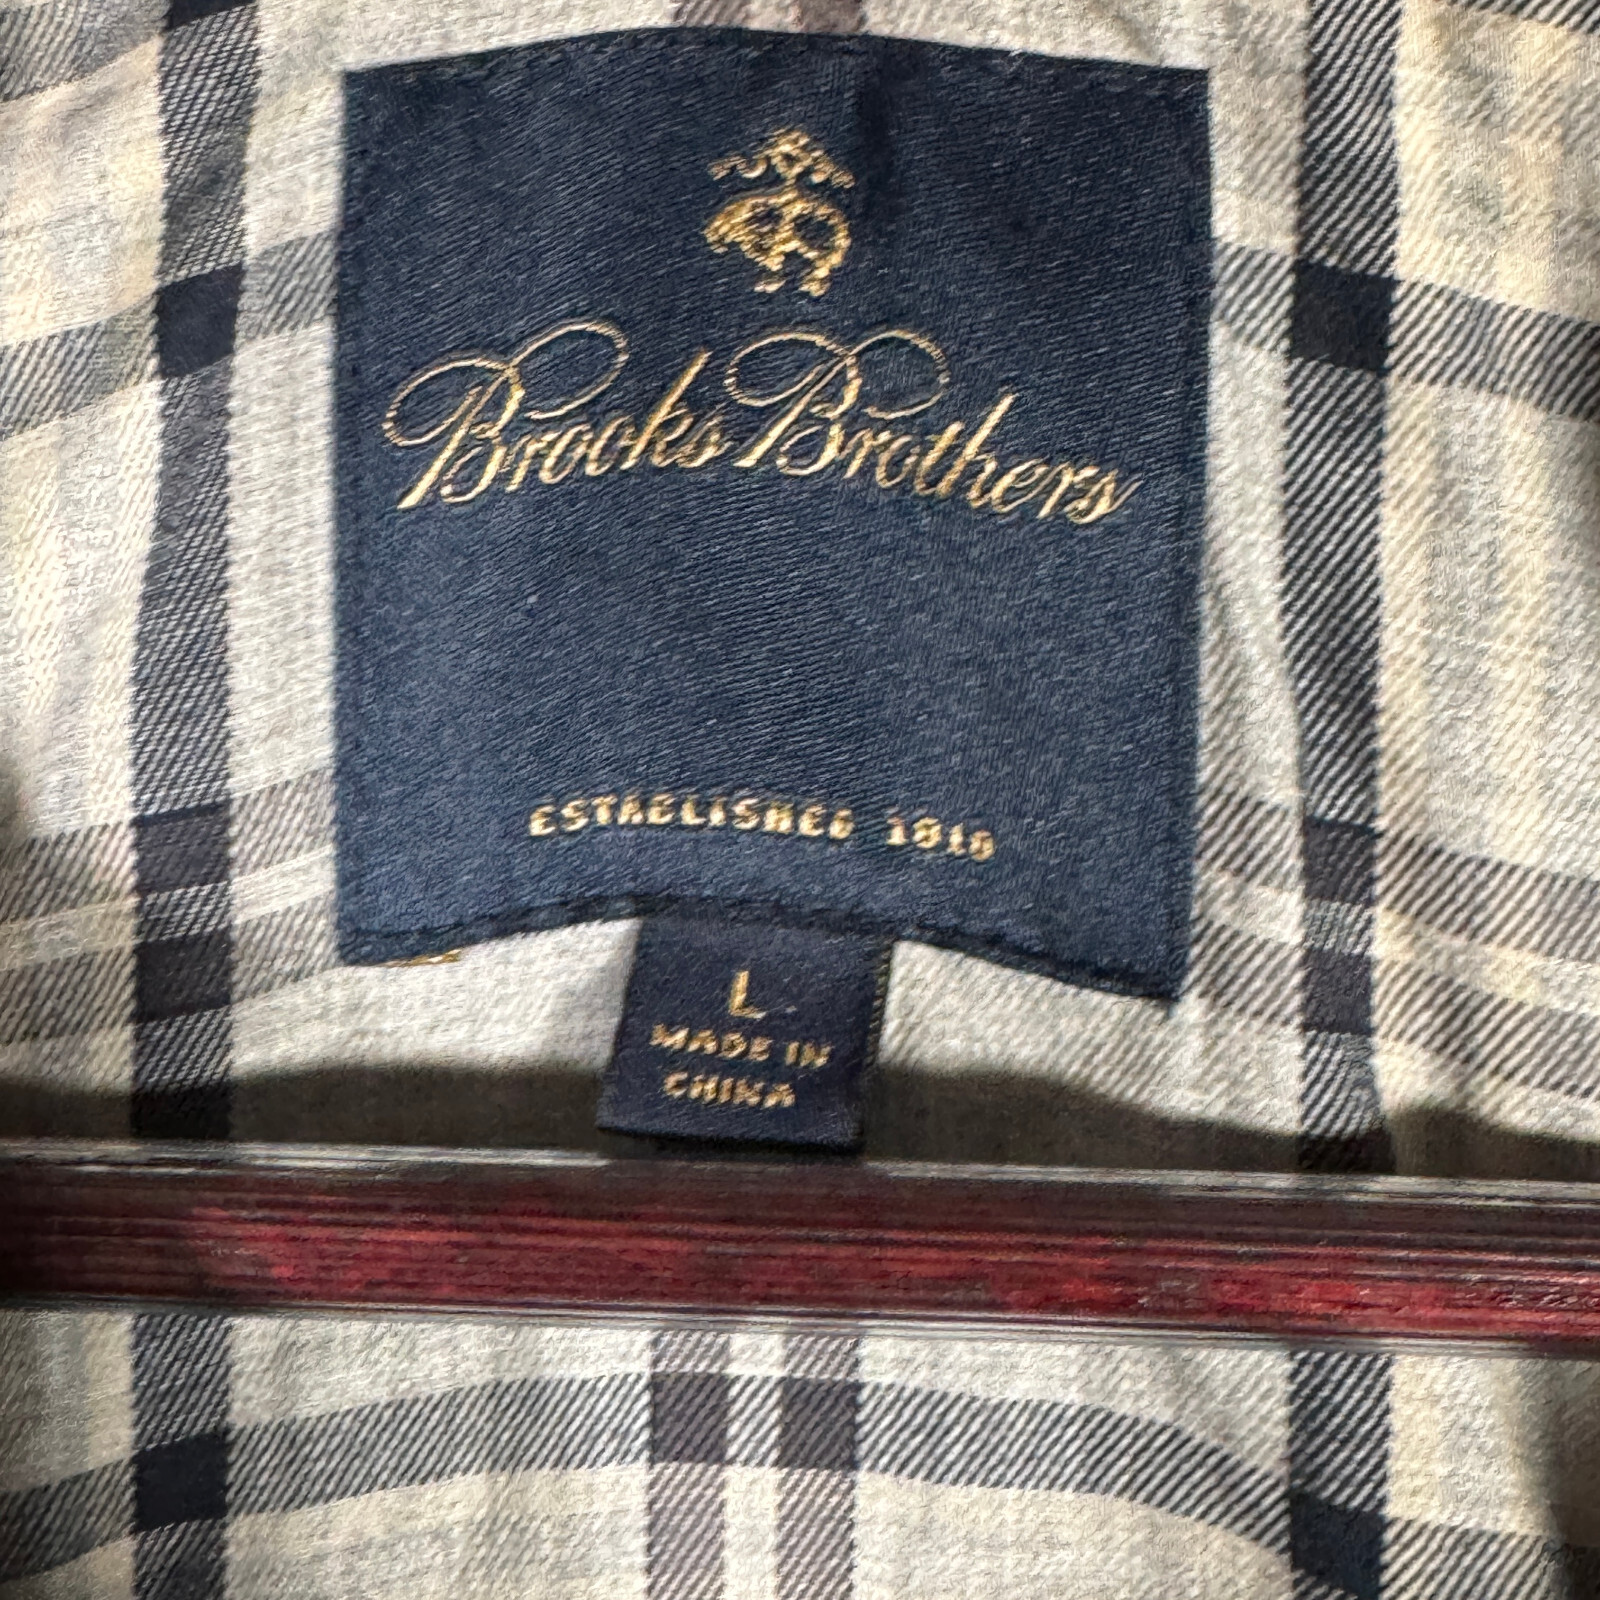 Brooks Brothers
ESTABLISHED 1818
L
MADE IN
CHINA